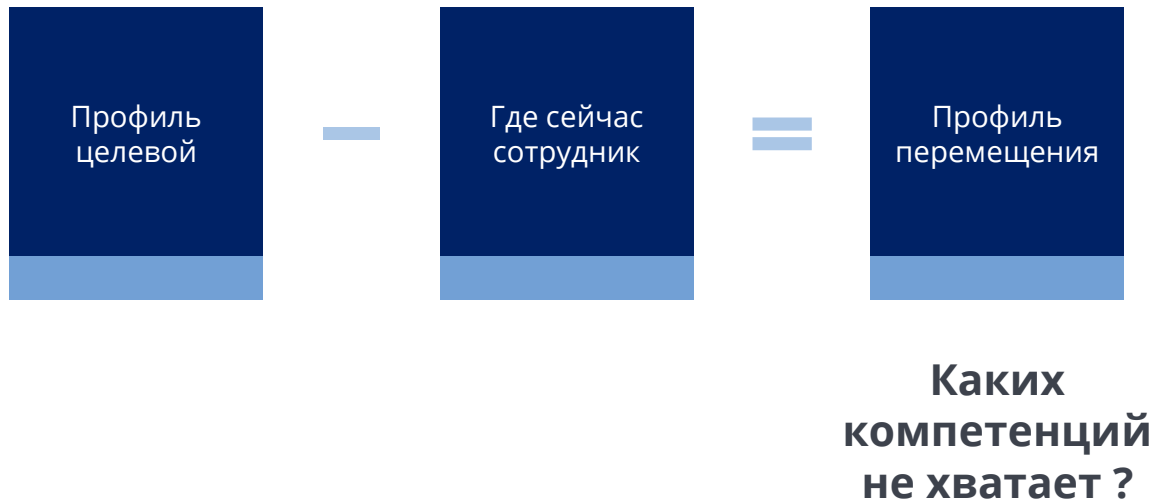 Профиль
целевой
Где сейчас
сотрудник
Профиль
перемещения
Каких
компетенций
не хватает ?